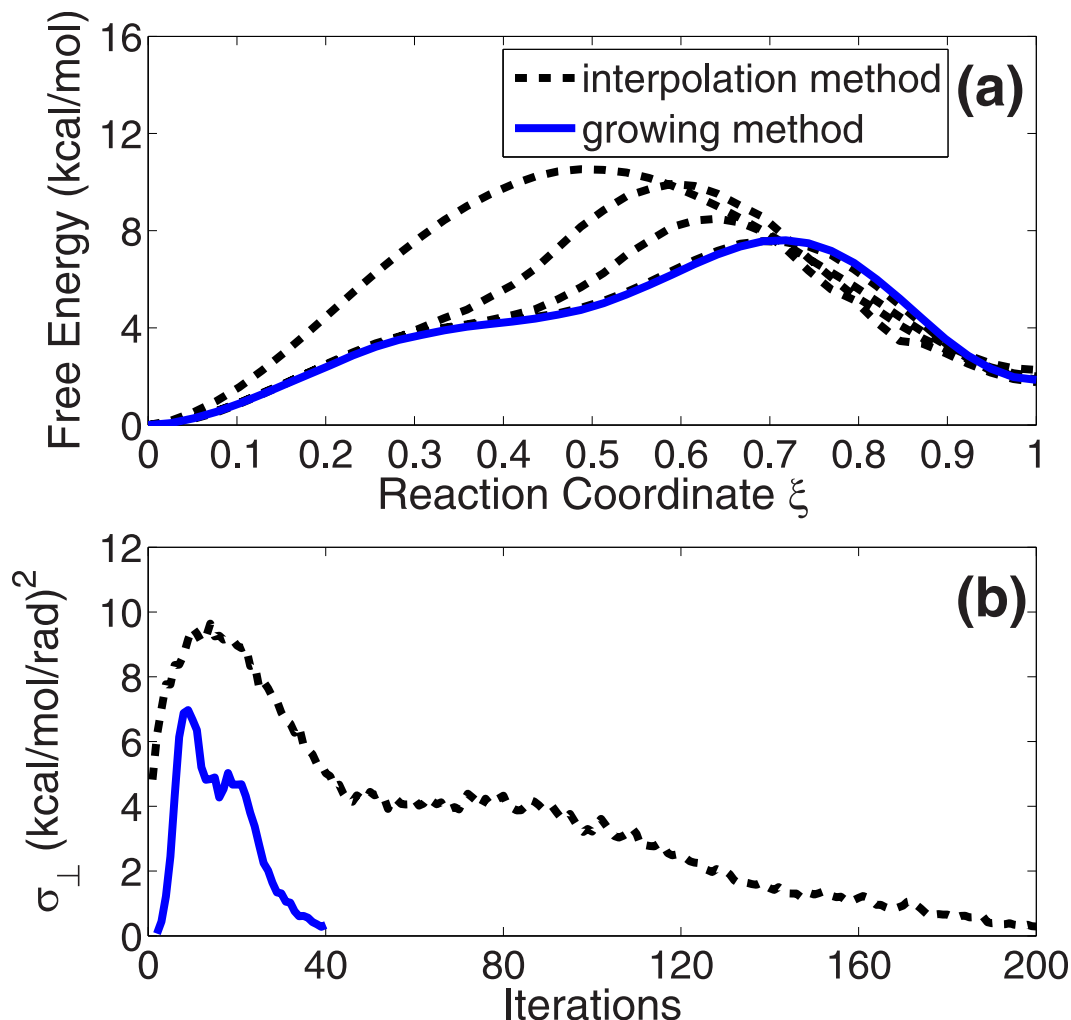 16
12
8
4
0
Free Energy (kcal/mol)
interpolation method
growing method
(a)
0 0.1 0.2 0.3 0.4 0.5 0.6 0.7 0.8 0.9 1
Reaction Coordinate ξ
12
10
8
6
4
2
0
σ⊥ (kcal/mol/rad)²
(b)
0 40 80 120 160 200
Iterations